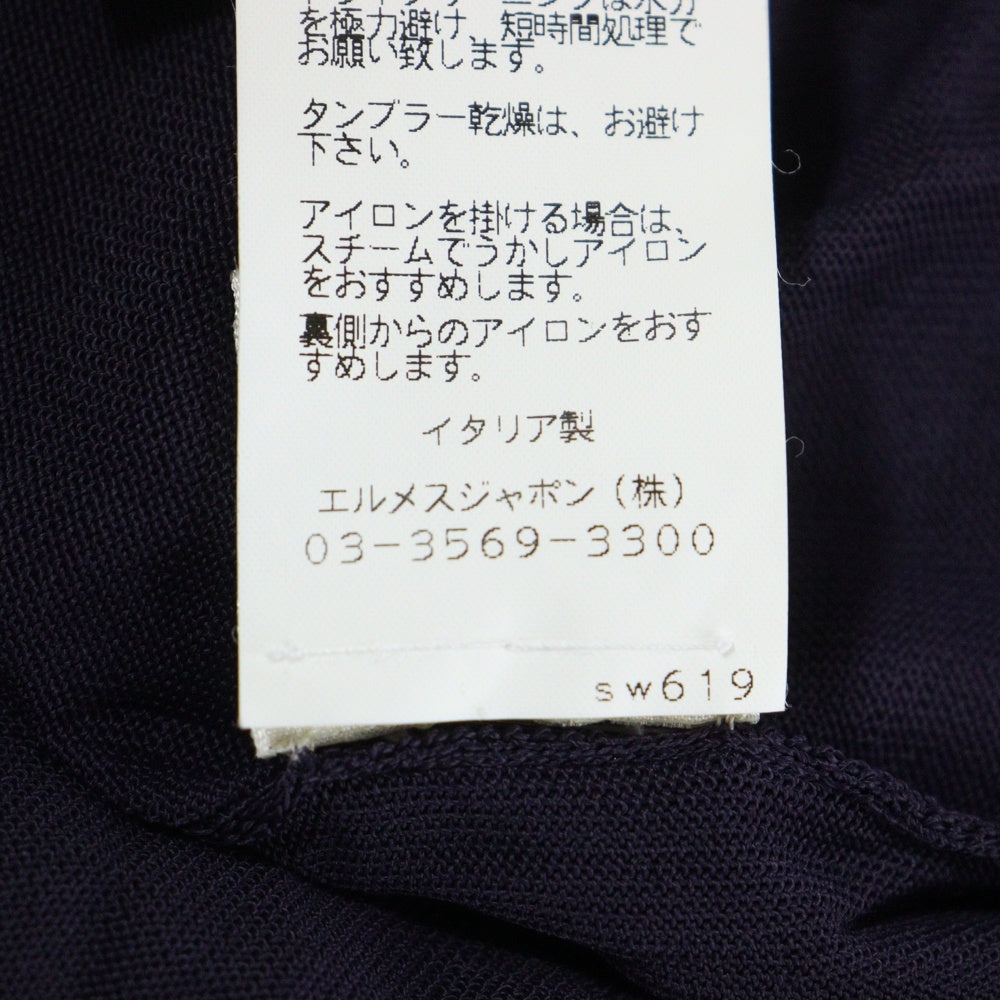 を極力避け、短時間処理で
お願い致します。
タンブラー乾燥は、お避け
下さい。
アイロンを掛ける場合は、
スチームでうかしアイロン
をおすすめします。
裏側からのアイロンをおす
すめします。
イタリア製
エルメスジャポン（株）
03-3569-3300
sw619